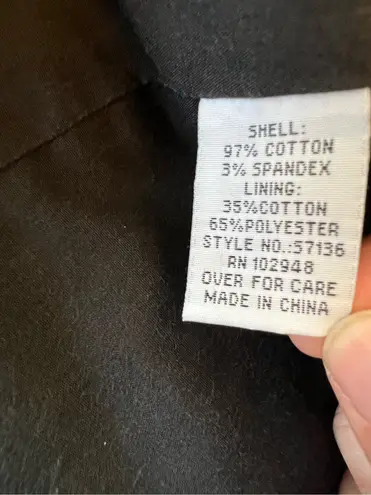 SHELL:
97% COTTON
3% SPANDEX
LINING:
35%COTTON
65%POLYESTER
STYLE NO.:57136
RN 102948
OVER FOR CARE
MADE IN CHINA